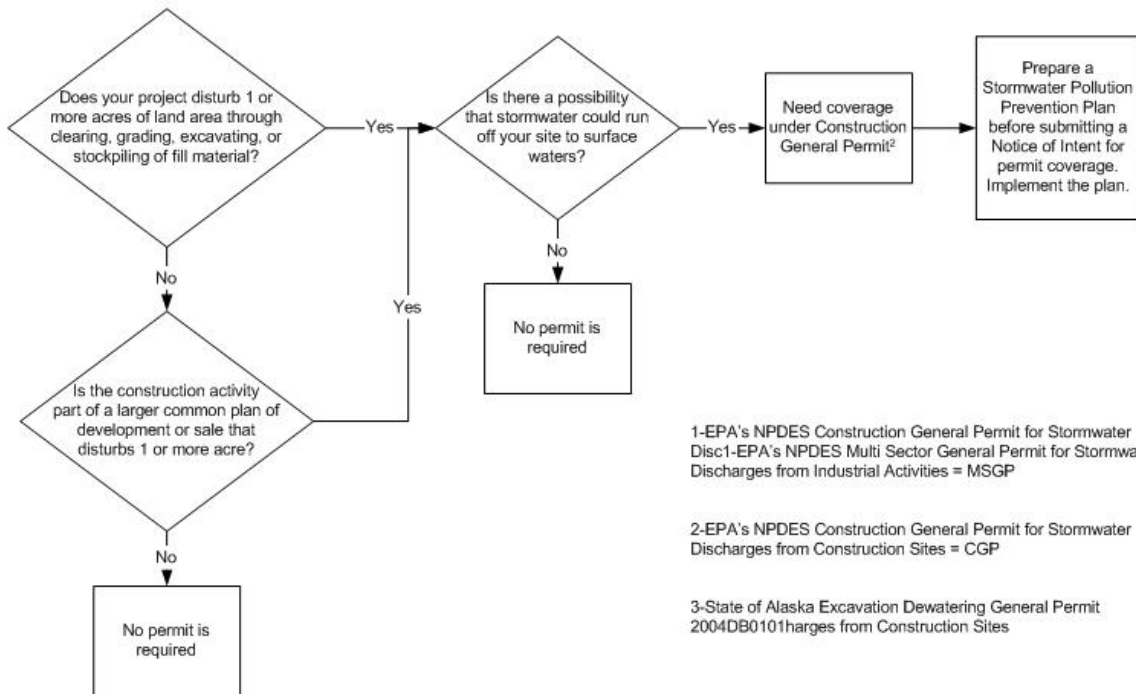 Does your project disturb 1 or
more acres of land area through
clearing, grading, excavating, or
stockpiling of fill material?
Yes
Is there a possibility
that stormwater could run
off your site to surface
waters?
Yes
Need coverage
under Construction
General Permit²
Prepare a
Stormwater Pollution
Prevention Plan
before submitting a
Notice of Intent for
permit coverage.
Implement the plan.
No
Yes
No
No permit is
required
Is the construction activity
part of a larger common plan of
development or sale that
disturbs 1 or more acre?
No
No permit is
required
1-EPA's NPDES Construction General Permit for Stormwater
Disc1-EPA's NPDES Multi Sector General Permit for Stormwa
Discharges from Industrial Activities = MSGP
2-EPA's NPDES Construction General Permit for Stormwater
Discharges from Construction Sites = CGP
3-State of Alaska Excavation Dewatering General Permit
2004DB0101harges from Construction Sites